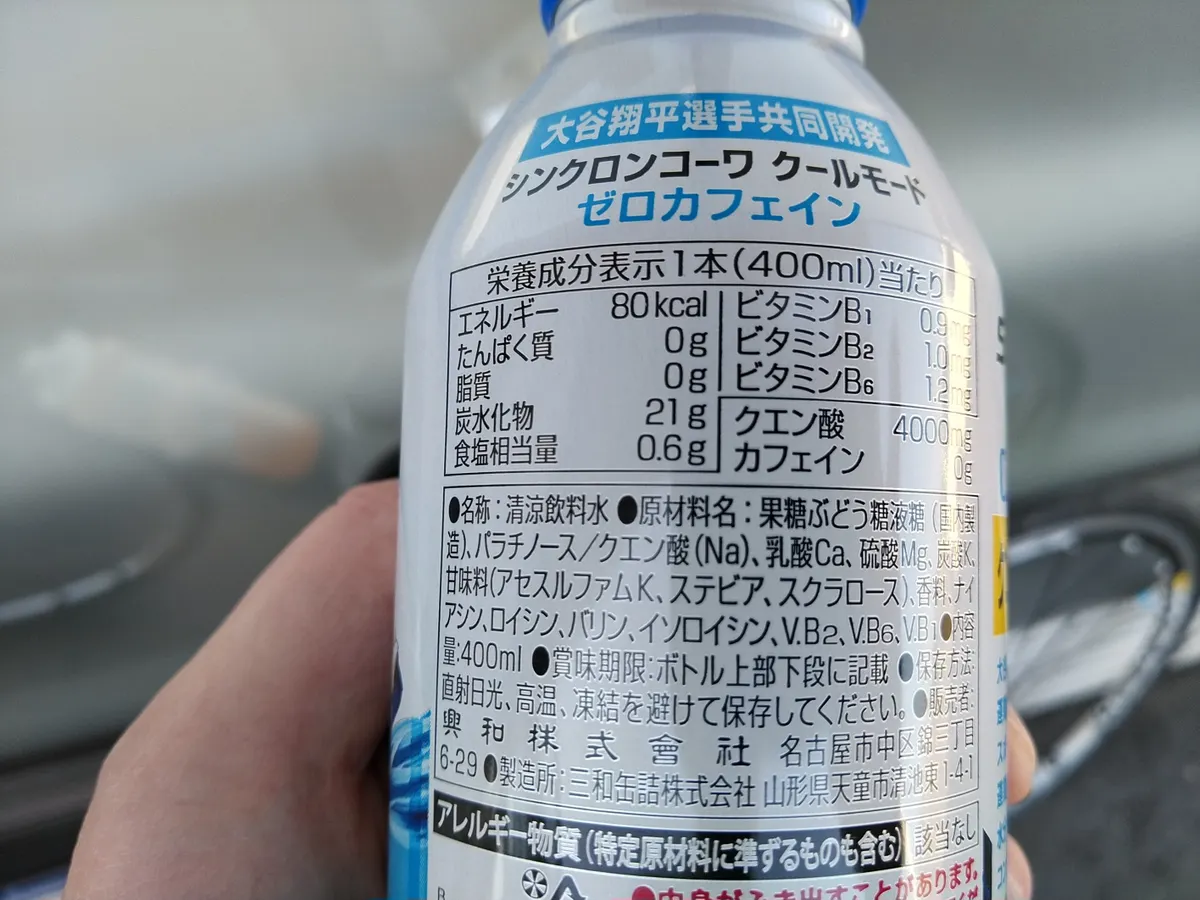 大谷翔平選手共同開発
シンクロンコーワ クールモード
ゼロカフェイン
栄養成分表示1本(400ml)当たり
エネルギー 80kcal
たんぱく質 0g
脂質 0g
炭水化物 21g
食塩相当量 0.6g
ビタミンB1 0.9mg
ビタミンB2 1.0mg
ビタミンB6 1.2mg
クエン酸 4000mg
カフェイン 0g
●名称:清涼飲料水 ●原材料名:果糖ぶどう糖液糖(国内製
造)、パラチノース/クエン酸(Na)、乳酸Ca、硫酸Mg、炭酸K、
甘味料(アセスルファムK、ステビア、スクラロース)、香料、ナイ
アシン、ロイシン、バリン、イソロイシン、V.B2、V.B6、V.B1●内容
量:400ml ●賞味期限:ボトル上部下段に記載 ●保存方法:
直射日光、高温、凍結を避けて保存してください。●販売者:
興和株式會社 名古屋市中区錦三丁目
6-29 ●製造所:三和缶詰株式会社 山形県天童市清池東1-4-1
アレルギー物質(特定原材料に準ずるものも含む) 該当なし
●中身がふき出すことがあります。